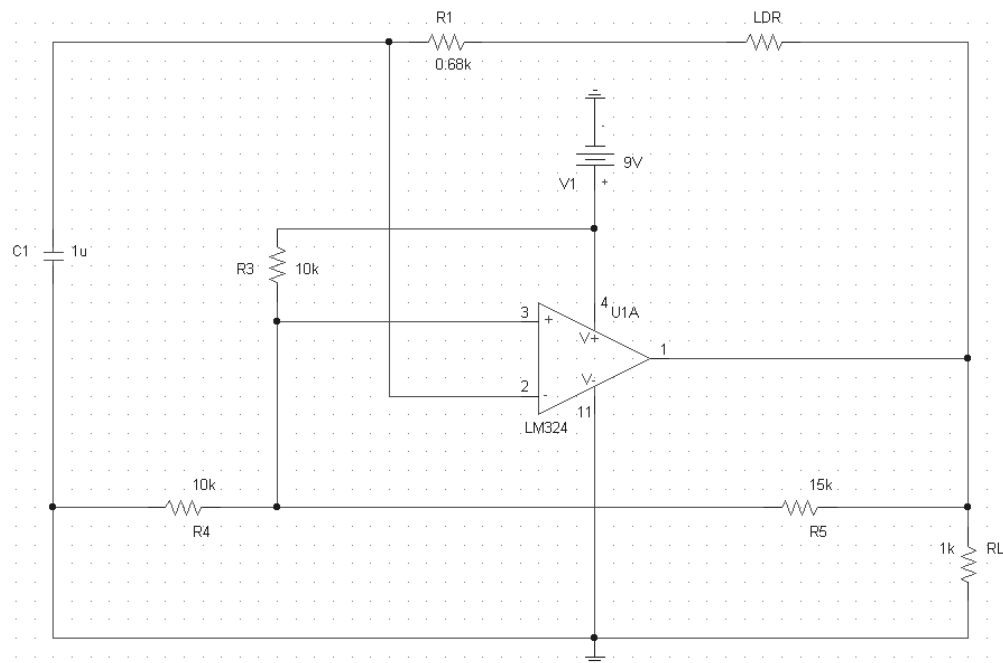 R1
LDR
0.68k
-
9V
V1
+
C1
1u
R3
10k
4
U1A
3
+
V+
1
2
-
V-
11
LM324
10k
15k
R4
R5
1k
RL